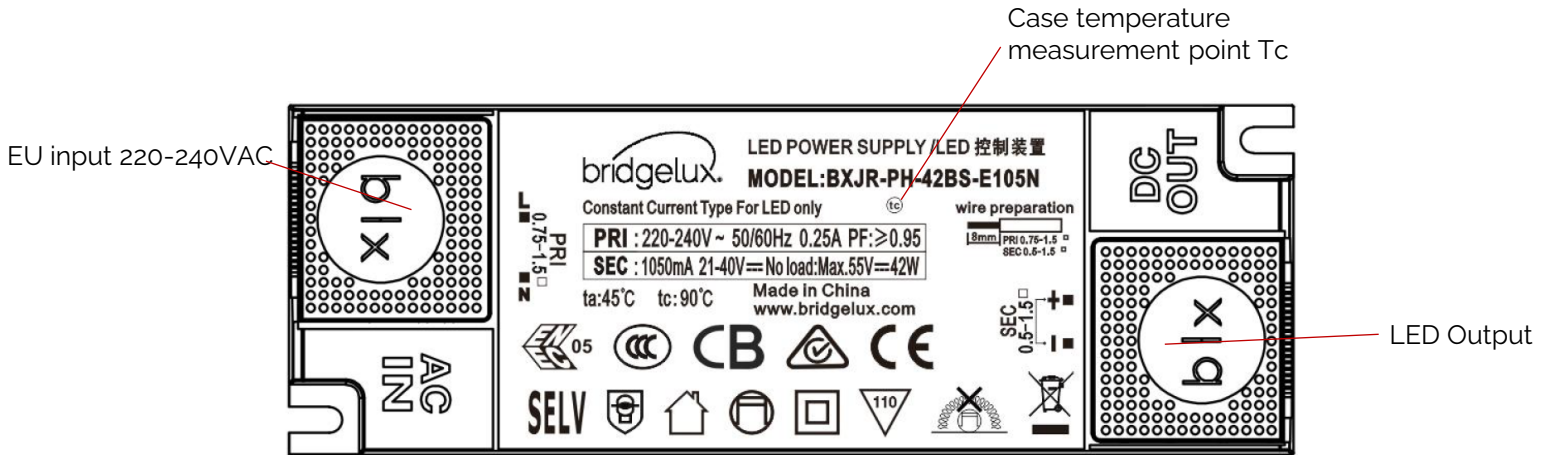 Case temperature
measurement point Tc
EU input 220-240VAC
blx
bridgelux.
LED POWER SUPPLY/LED 控制装置
MODEL:BXJR-PH-42BS-E105N
Constant Current Type For LED only
tc
wire preparation
8mm
PRI 0.75-1.5 □
SEC 0.5-1.5 □
L
N
0.75-1.5□
PRI
PRI : 220-240V ~ 50/60Hz 0.25A PF:≥0.95
SEC : 1050mA 21-40V⎓No load:Max.55V⎓42W
ta:45℃ tc:90℃
Made in China
www.bridgelux.com
SEC
0.5-1.5□
+
-
DC
OUT
AC
IN
ENEC 05
CCC
CB
CE
SELV
110
blx
LED Output